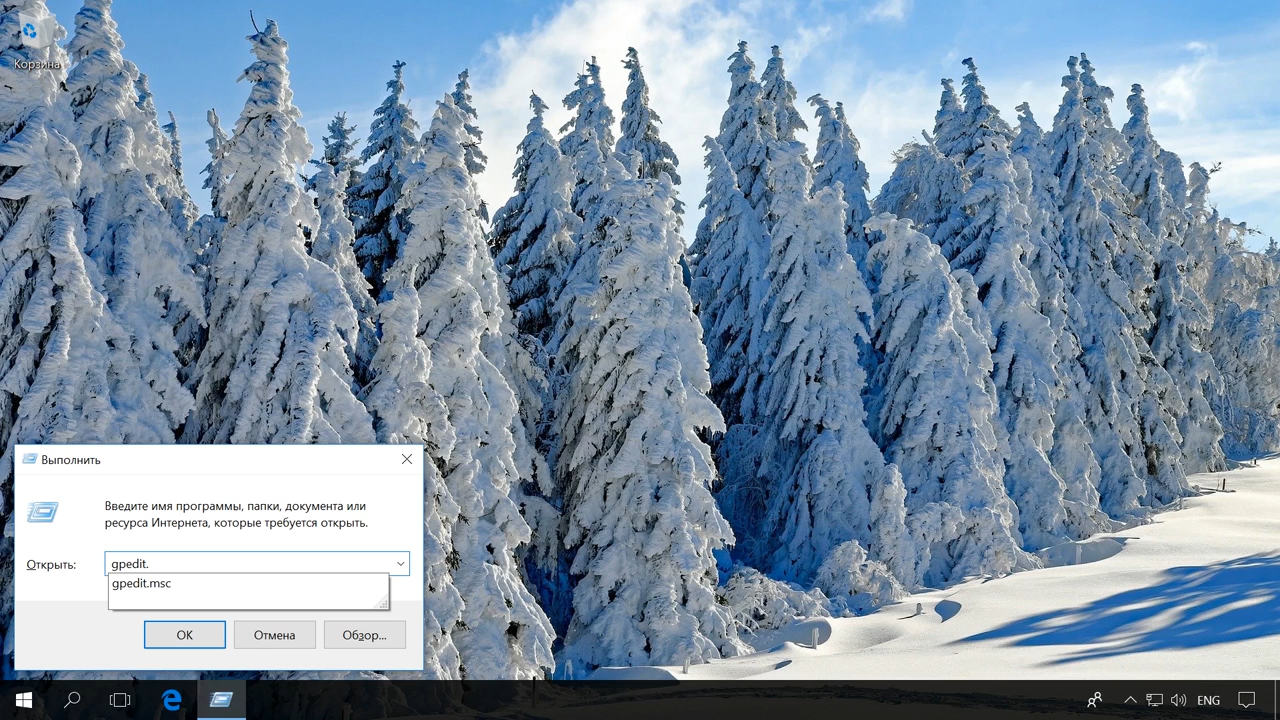 Корзина
Выполнить
Введите имя программы, папки, документа или
ресурса Интернета, которые требуется открыть.
Открыть:
gpedit.
gpedit.msc
OK
Отмена
Обзор...
ENG